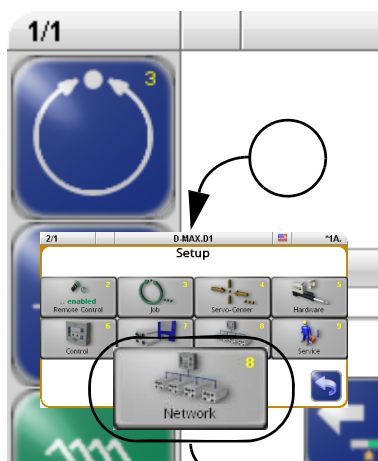 1/1
3
2/1 D-MAX.D1 *1A.
Setup
2 3 4 5
.. enabled
Remote Control Job Servo-Center Hardware
6 7 8 9
Control Service
8
Network